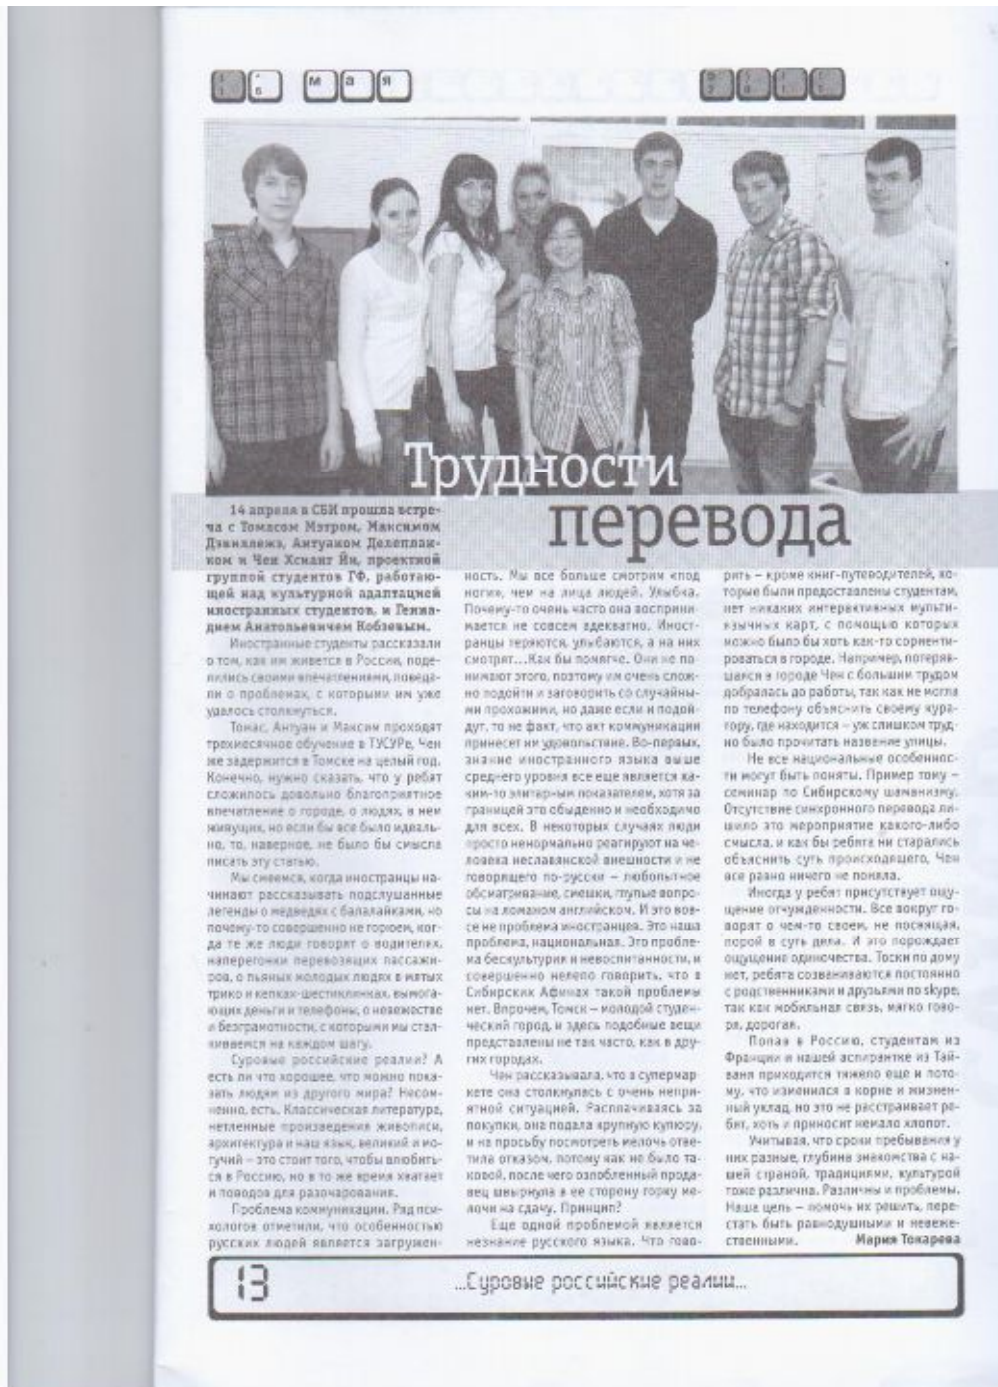 16 мая
2011
Трудности
перевода
14 апреля в СБИ прошла встре-
ча с Томасом Мэтром, Максимом
Антуаном Делеплан-
ком и Чен Хсианг Йи, проектной
группой студентов ГФ, работаю-
щей над культурной адаптацией
иностранных студентов, и Генна-
дием Анатольевичем Кобзевым.
Иностранные студенты рассказали
о том, как им живется в России, поде-
лились своими впечатлениями, поведа-
ли о проблемах, с которыми им уже
удалось столкнуться.
Томас, Антуан и Максим проходят
трехмесячное обучение в ТУСУРе, Чен
же задержится в Томске на целый год.
Конечно, нужно сказать, что у ребят
сложилось довольно благоприятное
впечатление о городе, о людях, в нем
живущих, но если бы все было идеаль-
но, то, наверное, не было бы смысла
писать эту статью.
Мы смеемся, когда иностранцы на-
чинают рассказывать подслушанные
легенды о медведях с балалайками, но
почему-то совершенно не гогочем, ког-
да те же люди говорят о водителях,
наперегонки перевозящих пассажи-
ров, о пьяных молодых людях в мятых
трико и кепках-шестиклинках, вымога-
ющих деньги и телефоны, о невежестве
и безграмотности, с которыми мы стал-
киваемся на каждом шагу.
Суровые российские реалии? А
есть ли что хорошее, что можно пока-
зать людям из другого мира? Несом-
ненно, есть. Классическая литература,
нетленные произведения живописи,
архитектура и наш язык, великий и мо-
гучий – это стоит того, чтобы влюбить-
ся в Россию, но в то же время хватает
и поводов для разочарования.
Проблема коммуникации. Ряд пси-
хологов отметили, что особенностью
русских людей является загружен-
ность. Мы все больше смотрим «под
ноги», чем на лица людей. Улыбка.
Почему-то очень часто она восприни-
мается не совсем адекватно. Иност-
ранцы теряются, улыбаются, а на них
смотрят...Как бы помягче. Они не по-
нимают этого, поэтому им очень слож-
но подойти и заговорить со случайны-
ми прохожими, но даже если и подой-
дут, то не факт, что акт коммуникации
принесет им удовольствие. Во-первых,
знание иностранного языка выше
среднего уровня все еще является ка-
ким-то элитарным показателем, хотя за
границей это обыденно и необходимо
для всех. В некоторых случаях люди
просто ненормально реагируют на че-
ловека неславянской внешности и не
говорящего по-русски – любопытное
обсматривание, смешки, глупые вопро-
сы на ломаном английском. И это вов-
се не проблема иностранцев. Это наша
проблема, национальная. Это пробле-
ма бескультурия и невоспитанности, и
совершенно нелепо говорить, что в
Сибирских Афинах такой проблемы
нет. Впрочем, Томск – молодой студен-
ческий город, и здесь подобные вещи
представлены не так часто, как в дру-
гих городах.
Чен рассказывала, что в супермар-
кете она столкнулась с очень непри-
ятной ситуацией. Расплачиваясь за
покупки, она подала крупную купюру,
и на просьбу посмотреть мелочь отве-
тила отказом, потому как не было та-
ковой, после чего озлобленный прода-
вец швырнула в ее сторону горку ме-
лочи на сдачу. Принцип?
Еще одной проблемой является
незнание русского языка. Что гово-
рить – кроме книг-путеводителей, ко-
торые были предоставлены студентам,
нет никаких интерактивных мульти-
язычных карт, с помощью которых
можно было бы хоть как-то сориенти-
роваться в городе. Например, потеряв-
шаяся в городе Чен с большим трудом
добралась до работы, так как не могла
по телефону объяснить своему кура-
тору, где находится – уж слишком труд-
но было прочитать название улицы.
Не все национальные особеннос-
ти могут быть поняты. Пример тому –
семинар по Сибирскому шаманизму.
Отсутствие синхронного перевода ли-
шило это мероприятие какого-либо
смысла, и как бы ребята ни старались
объяснить суть происходящего, Чен
все равно ничего не поняла.
Иногда у ребят присутствует ощу-
щение отчужденности. Все вокруг го-
ворят о чем-то своем, не посвящая,
порой в суть дела. И это порождает
ощущение одиночества. Тоски по дому
нет, ребята созваниваются постоянно
с родственниками и друзьями по skype,
так как мобильная связь, мягко гово-
ря, дорогая.
Попав в Россию, студентам из
Франции и нашей аспирантке из Тай-
ваня приходится тяжело еще и пото-
му, что изменился в корне и жизнен-
ный уклад, но это не расстраивает ре-
бят, хоть и приносит немало хлопот.
Учитывая, что сроки пребывания у
них разные, глубина знакомства с на-
шей страной, традициями, культурой
тоже различна. Различны и проблемы.
Наша цель – помочь их решить, пере-
стать быть равнодушными и невеже-
ственными. Мария Токарева
13
...Суровые российские реалии...